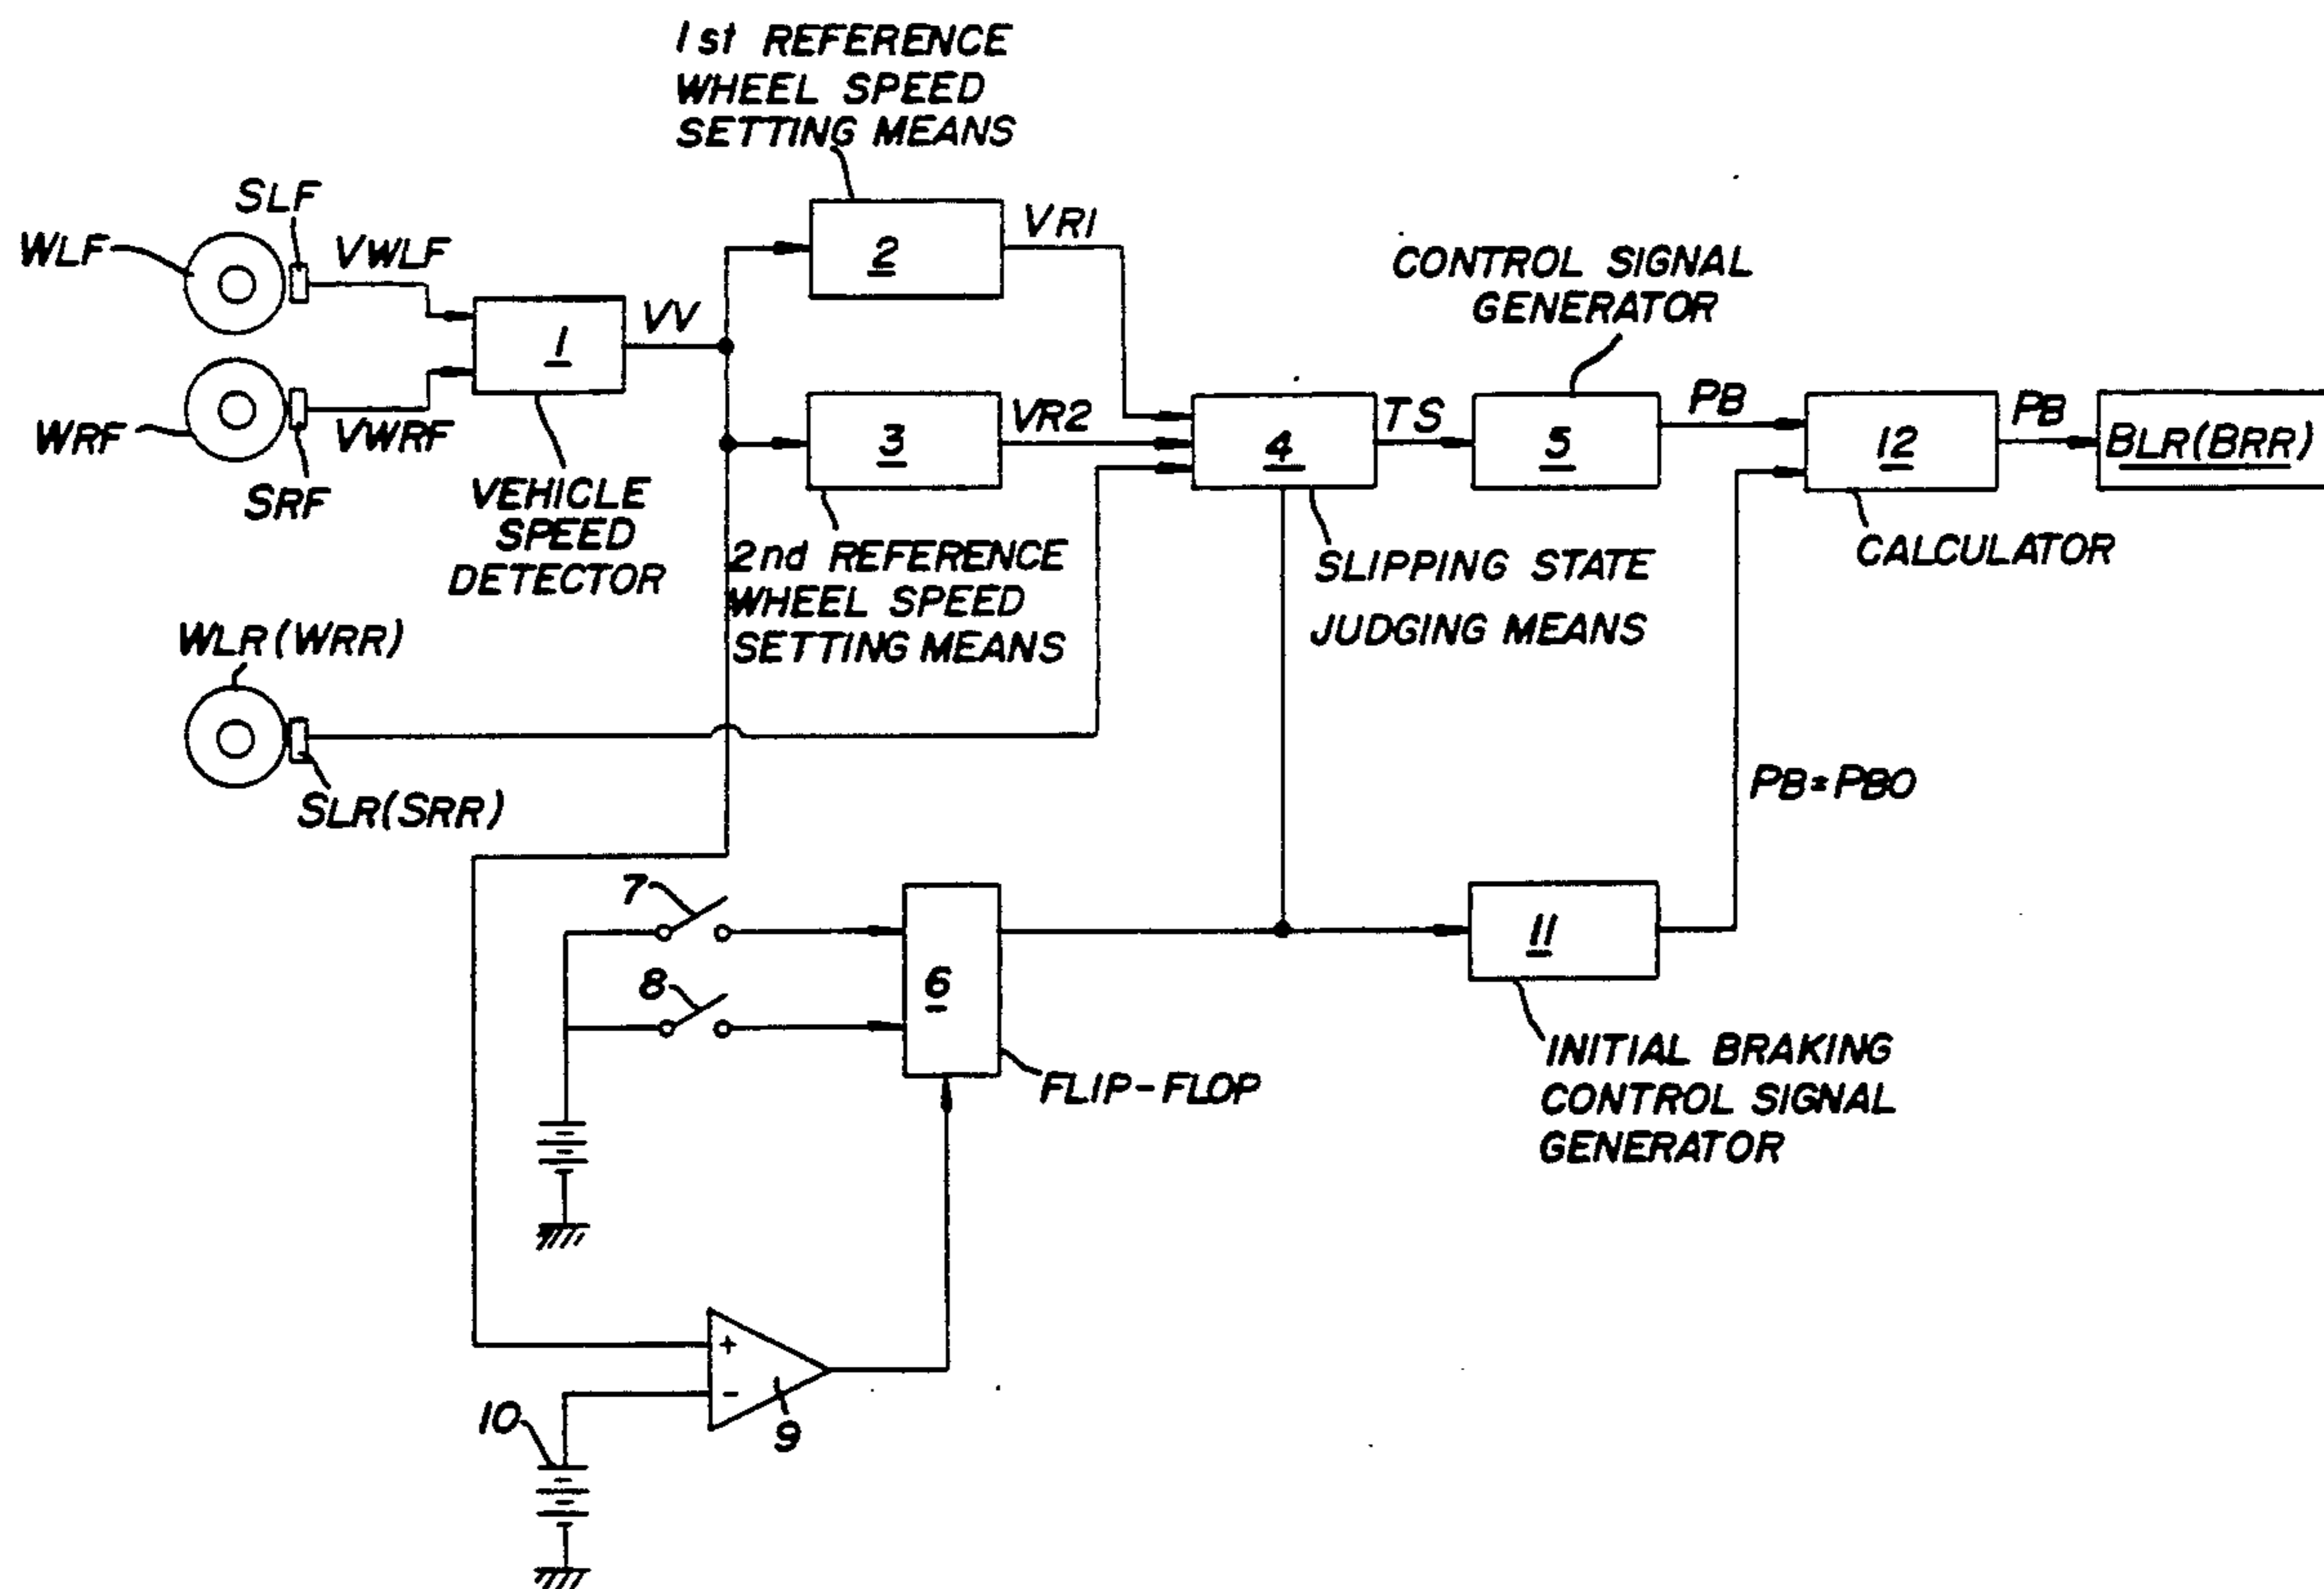 1st REFERENCE
WHEEL SPEED
SETTING MEANS
SLF
WLF
VWLF
VR1
2
CONTROL SIGNAL
GENERATOR
VV
1
WRF
VWRF
SRF
VEHICLE
SPEED
DETECTOR
3
VR2
4
TS
5
PB
12
PB
BLR(BRR)
2nd REFERENCE
WHEEL SPEED
SETTING MEANS
SLIPPING STATE
JUDGING MEANS
CALCULATOR
WLR(WRR)
SLR(SRR)
PB=PBO
7
8
6
11
FLIP-FLOP
INITIAL BRAKING
CONTROL SIGNAL
GENERATOR
+
-
9
10